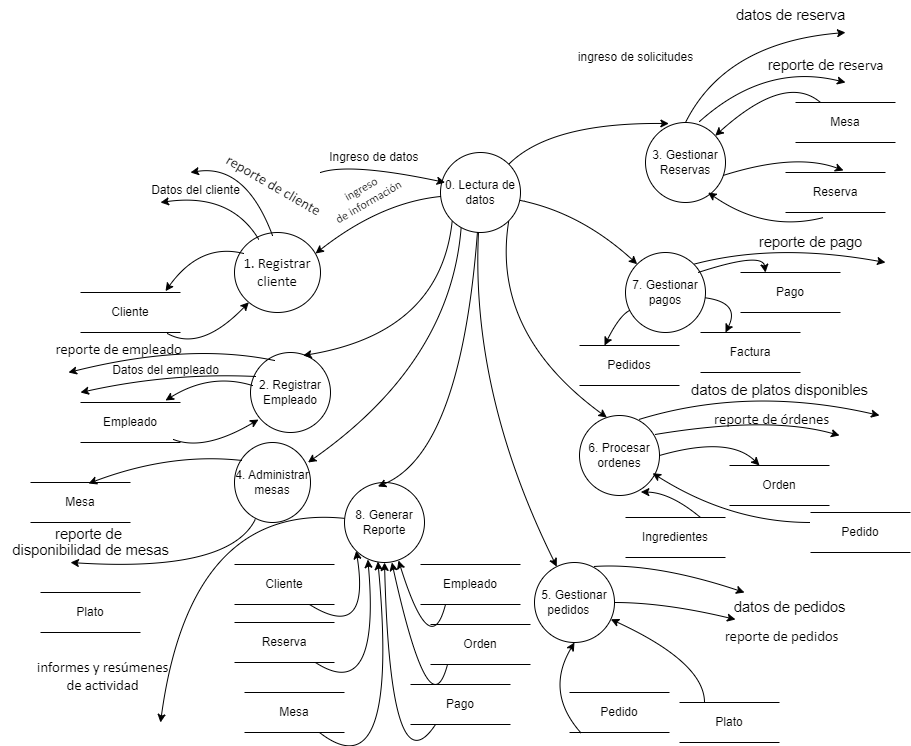 datos de reserva
ingreso de solicitudes
reporte de reserva
Mesa
3. Gestionar
Reservas
Reserva
Ingreso de datos
0. Lectura de
datos
ingreso
de información
reporte de cliente
Datos del cliente
1. Registrar
cliente
Cliente
reporte de pago
7. Gestionar
pagos
Pago
Factura
Pedidos
reporte de empleado
Datos del empleado
2. Registrar
Empleado
Empleado
datos de platos disponibles
reporte de órdenes
6. Procesar
ordenes
Orden
Pedido
Ingredientes
4. Administrar
mesas
Mesa
reporte de
disponibilidad de mesas
8. Generar
Reporte
Cliente
Empleado
Reserva
Orden
Mesa
Pago
Plato
informes y resúmenes
de actividad
5. Gestionar
pedidos
datos de pedidos
reporte de pedidos
Pedido
Plato